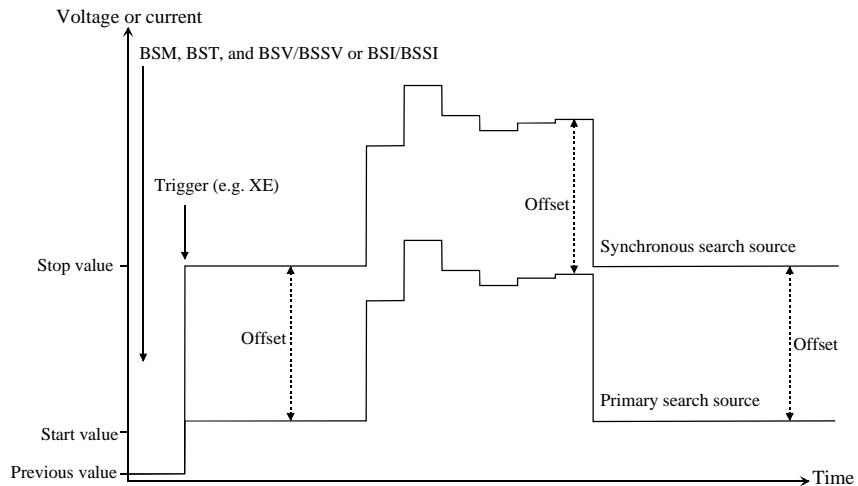 Voltage or current
BSM, BST, and BSV/BSSV or BSI/BSSI
Trigger (e.g. XE)
Offset
Synchronous search source
Stop value
Offset
Offset
Primary search source
Start value
Previous value
Time